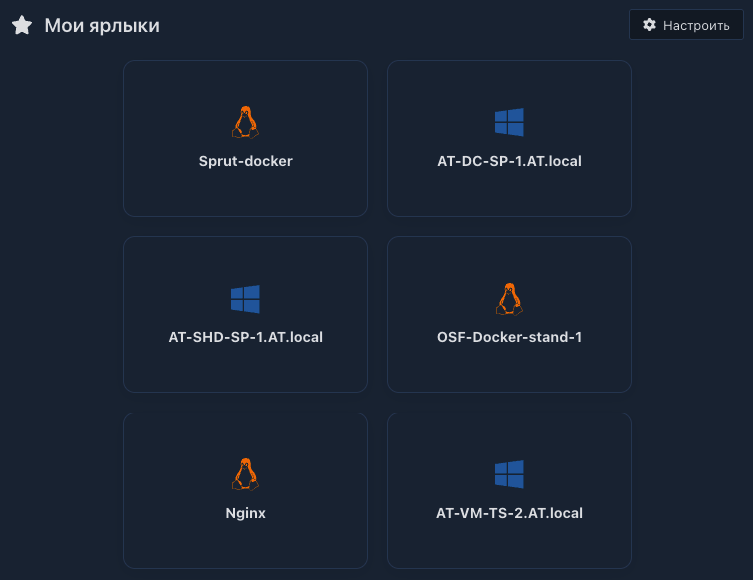 Мои ярлыки
Настроить
Sprut-docker
AT-DC-SP-1.AT.local
AT-SHD-SP-1.AT.local
OSF-Docker-stand-1
Nginx
AT-VM-TS-2.AT.local